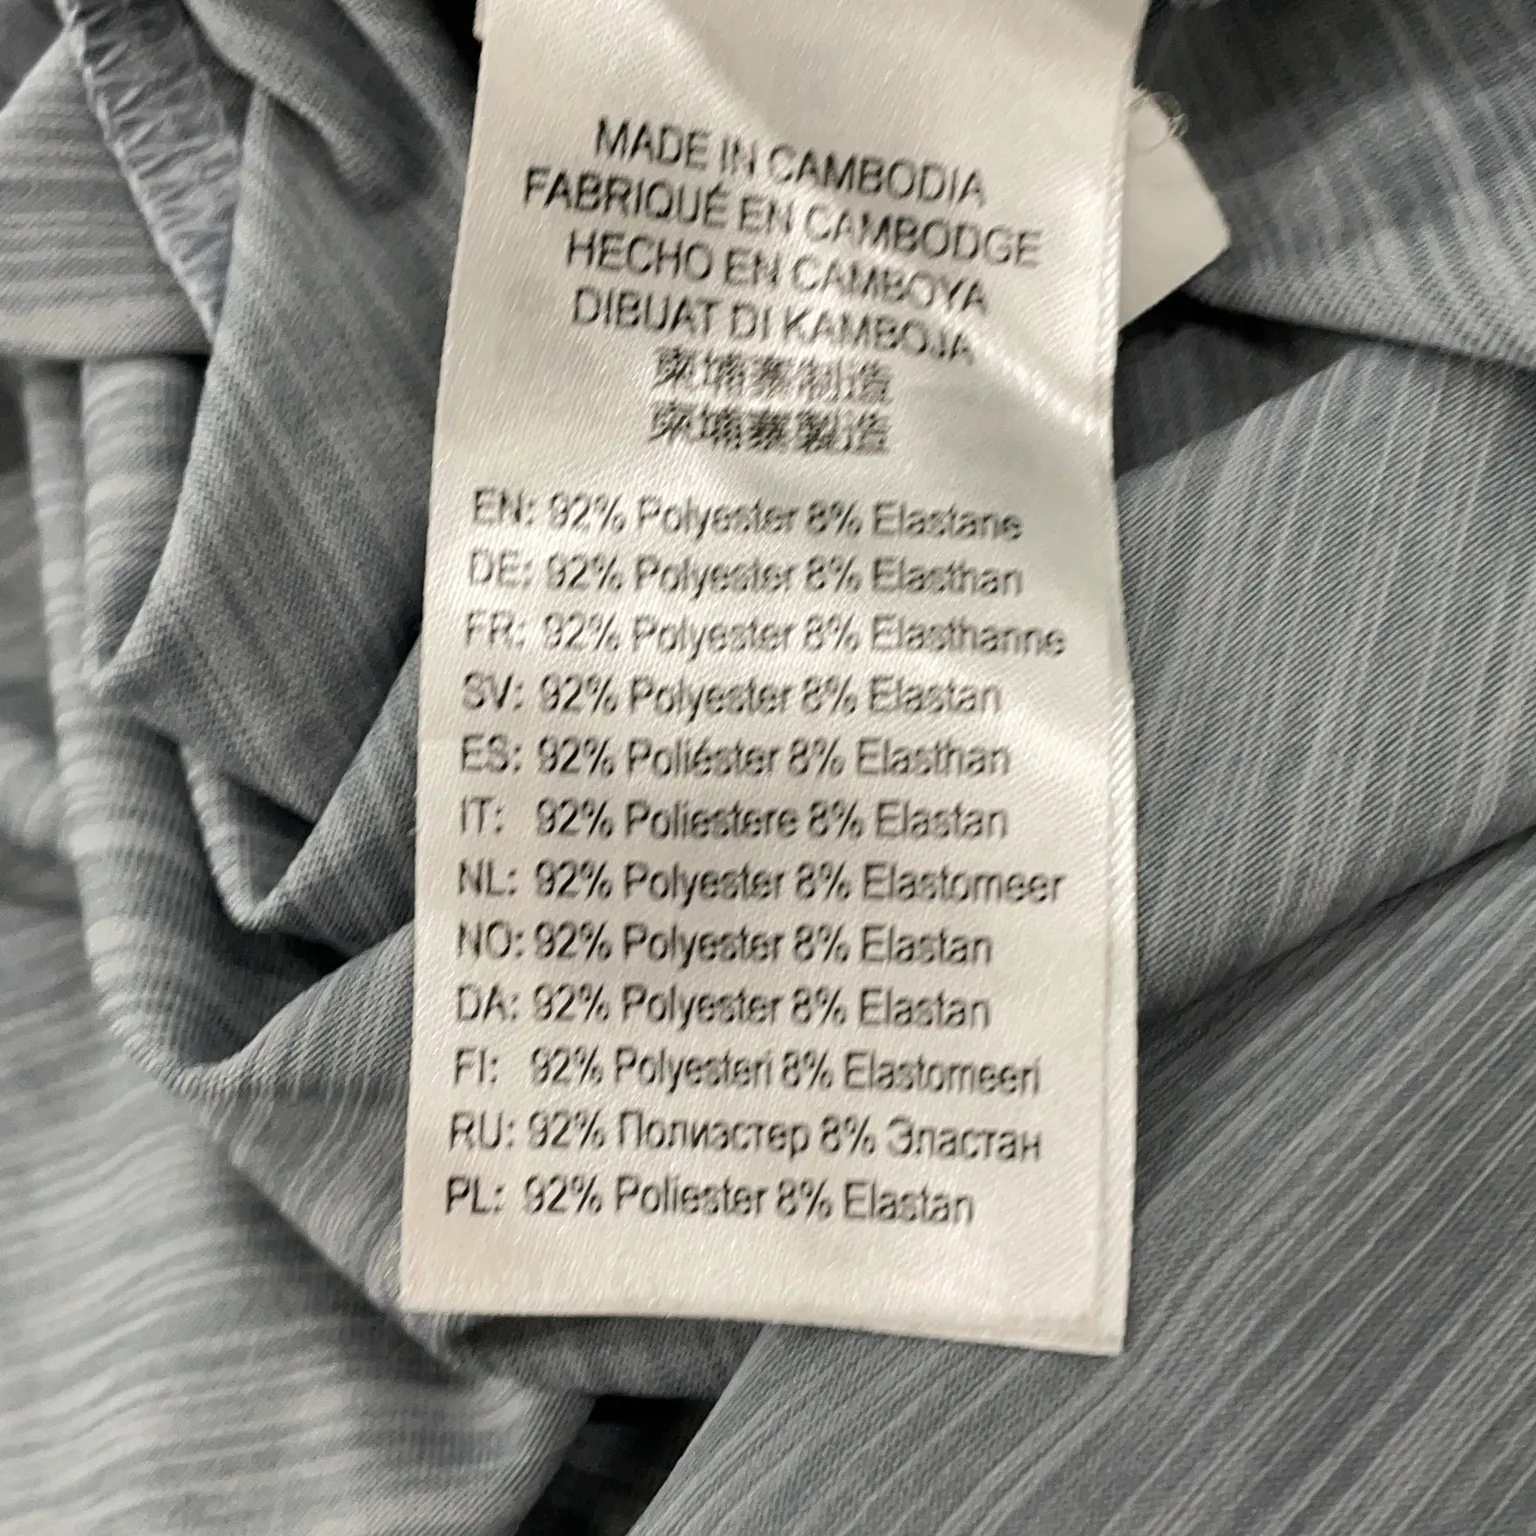 MADE IN CAMBODIA
FABRIQUÉ EN CAMBODGE
HECHO EN CAMBOYA
DIBUAT DI KAMBOJA
柬埔寨制造
柬埔寨製造
EN: 92% Polyester 8% Elastane
DE: 92% Polyester 8% Elasthan
FR: 92% Polyester 8% Elasthanne
SV: 92% Polyester 8% Elastan
ES: 92% Poliéster 8% Elasthan
IT: 92% Poliestere 8% Elastan
NL: 92% Polyester 8% Elastomeer
NO: 92% Polyester 8% Elastan
DA: 92% Polyester 8% Elastan
FI: 92% Polyesteri 8% Elastomeeri
RU: 92% Полиэстер 8% Эластан
PL: 92% Poliester 8% Elastan